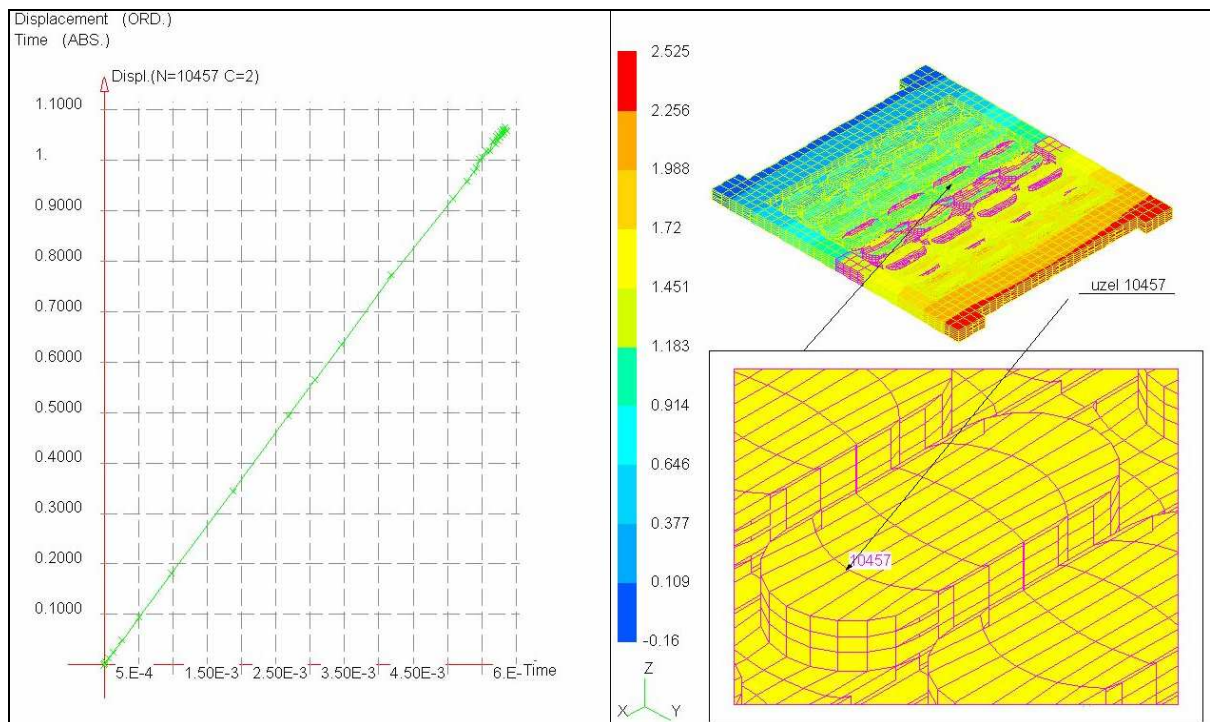 Displacement (ORD.)
Time (ABS.)
Displ.(N=10457 C=2)
1.1000
1.
0.9000
0.8000
0.7000
0.6000
0.5000
0.4000
0.3000
0.2000
0.1000
5.E-4
1.50E-3
2.50E-3
3.50E-3
4.50E-3
6.E-
Time
2.525
2.256
1.988
1.72
1.451
1.183
0.914
0.646
0.377
0.109
-0.16
uzel 10457
10457
Z
X
Y